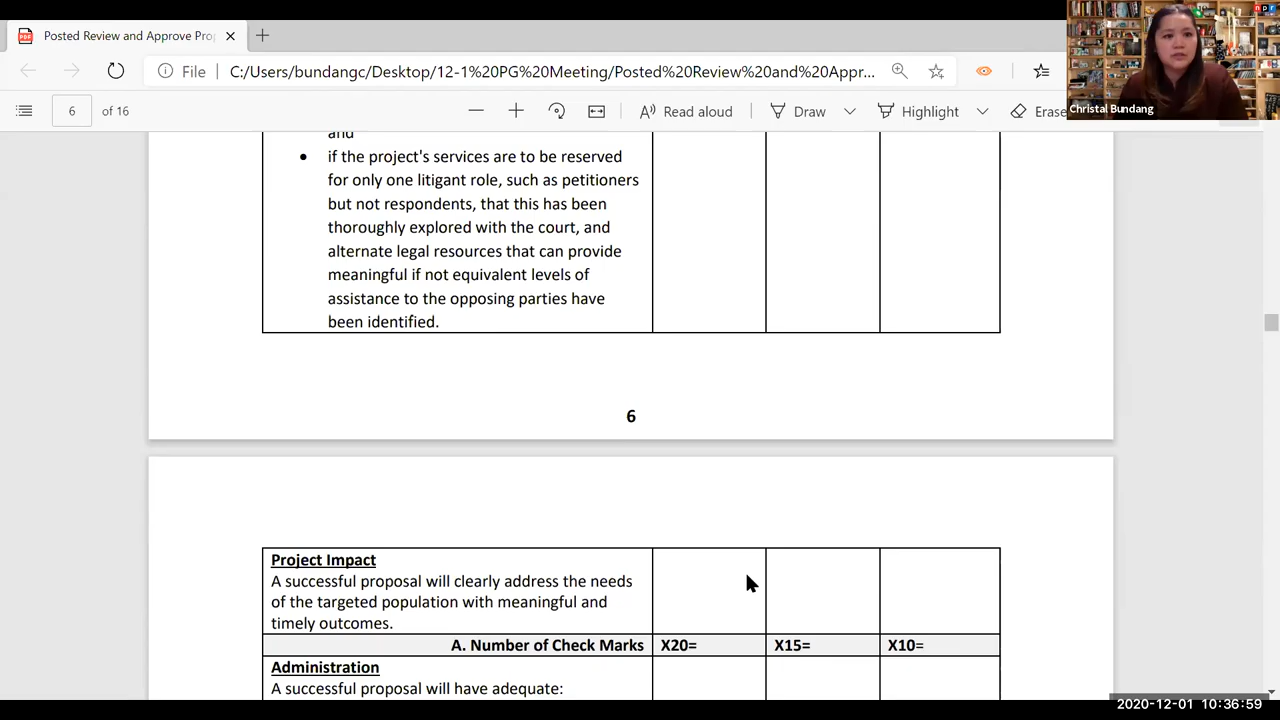 Posted Review and Approve Pro
npr
File
C:/Users/bundangc/Desktop/12-1%20PG%20Meeting/Posted%20Review%20and%20Appr...
Christal Bundang
6
of 16
Read aloud
Draw
Highlight
Erase
and
• if the project's services are to be reserved
for only one litigant role, such as petitioners
but not respondents, that this has been
thoroughly explored with the court, and
alternate legal resources that can provide
meaningful if not equivalent levels of
assistance to the opposing parties have
been identified.
6
Project Impact
A successful proposal will clearly address the needs
of the targeted population with meaningful and
timely outcomes.
A. Number of Check Marks X20= X15= X10=
Administration
A successful proposal will have adequate:
2020-12-01 10:36:59